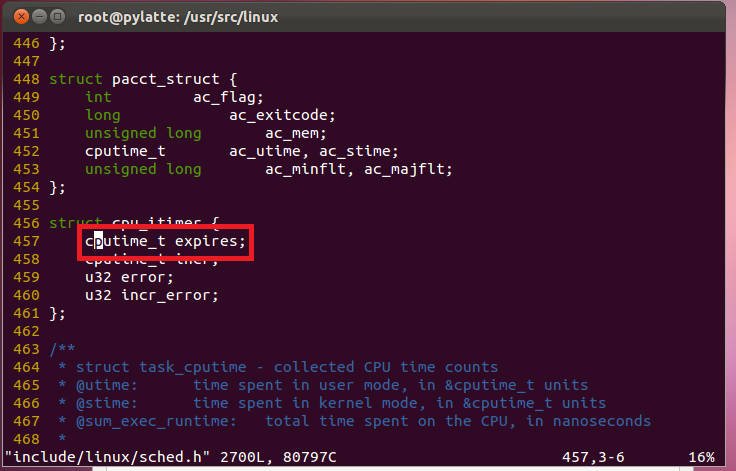 root@pylatte: /usr/src/linux
446 };
447
448 struct pacct_struct {
449 int ac_flag;
450 long ac_exitcode;
451 unsigned long ac_mem;
452 cputime_t ac_utime, ac_stime;
453 unsigned long ac_minflt, ac_majflt;
454 };
455
456 struct cpu_itimer {
457 cputime_t expires;
458 cputime_t incr;
459 u32 error;
460 u32 incr_error;
461 };
462
463 /**
464 * struct task_cputime - collected CPU time counts
465 * @utime: time spent in user mode, in &cputime_t units
466 * @stime: time spent in kernel mode, in &cputime_t units
467 * @sum_exec_runtime: total time spent on the CPU, in nanoseconds
468 *
"include/linux/sched.h" 2700L, 80797C 457,3-6 16%